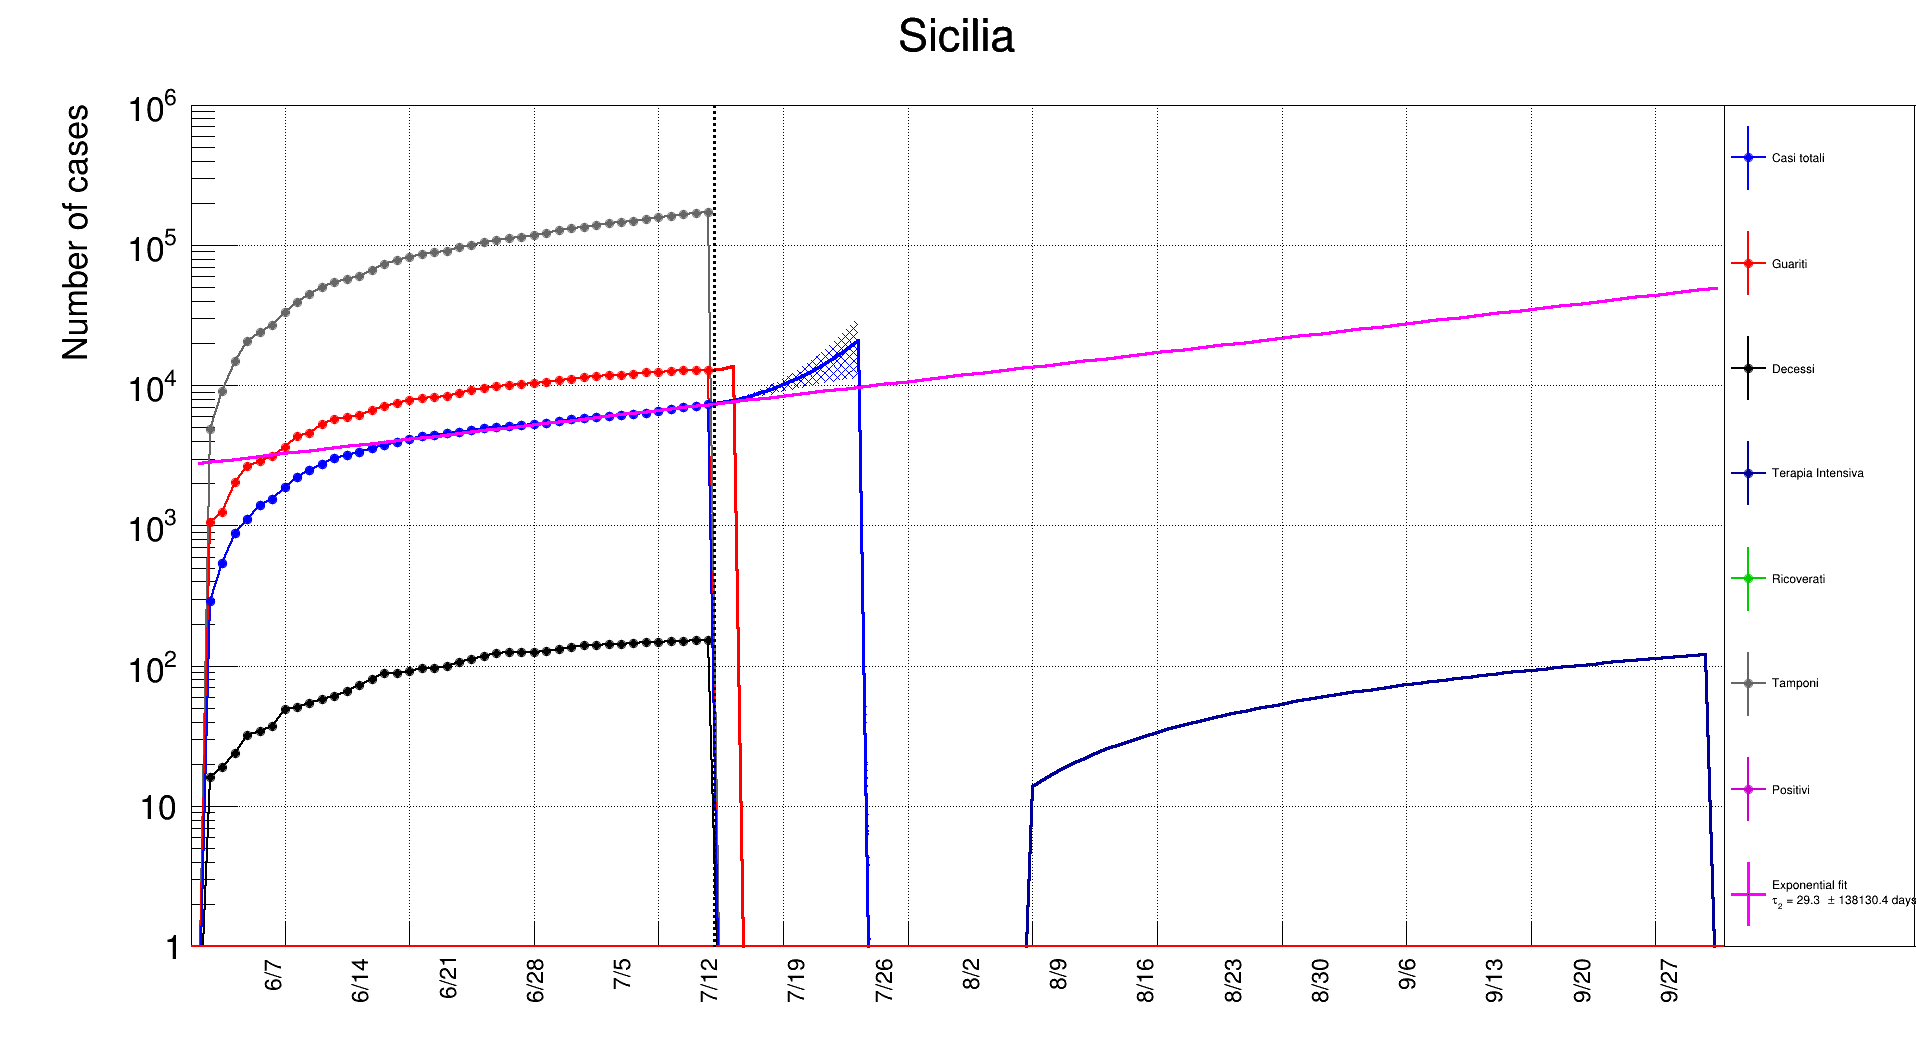 Sicilia
Number of cases
10^6
10^5
10^4
10^3
10^2
10
1
6/7
6/14
6/21
6/28
7/5
7/12
7/19
7/26
8/2
8/9
8/16
8/23
8/30
9/6
9/13
9/20
9/27
Casi totali
Guariti
Decessi
Terapia Intensiva
Ricoverati
Tamponi
Positivi
Exponential fit
τ_2 = 29.3 ± 138130.4 days